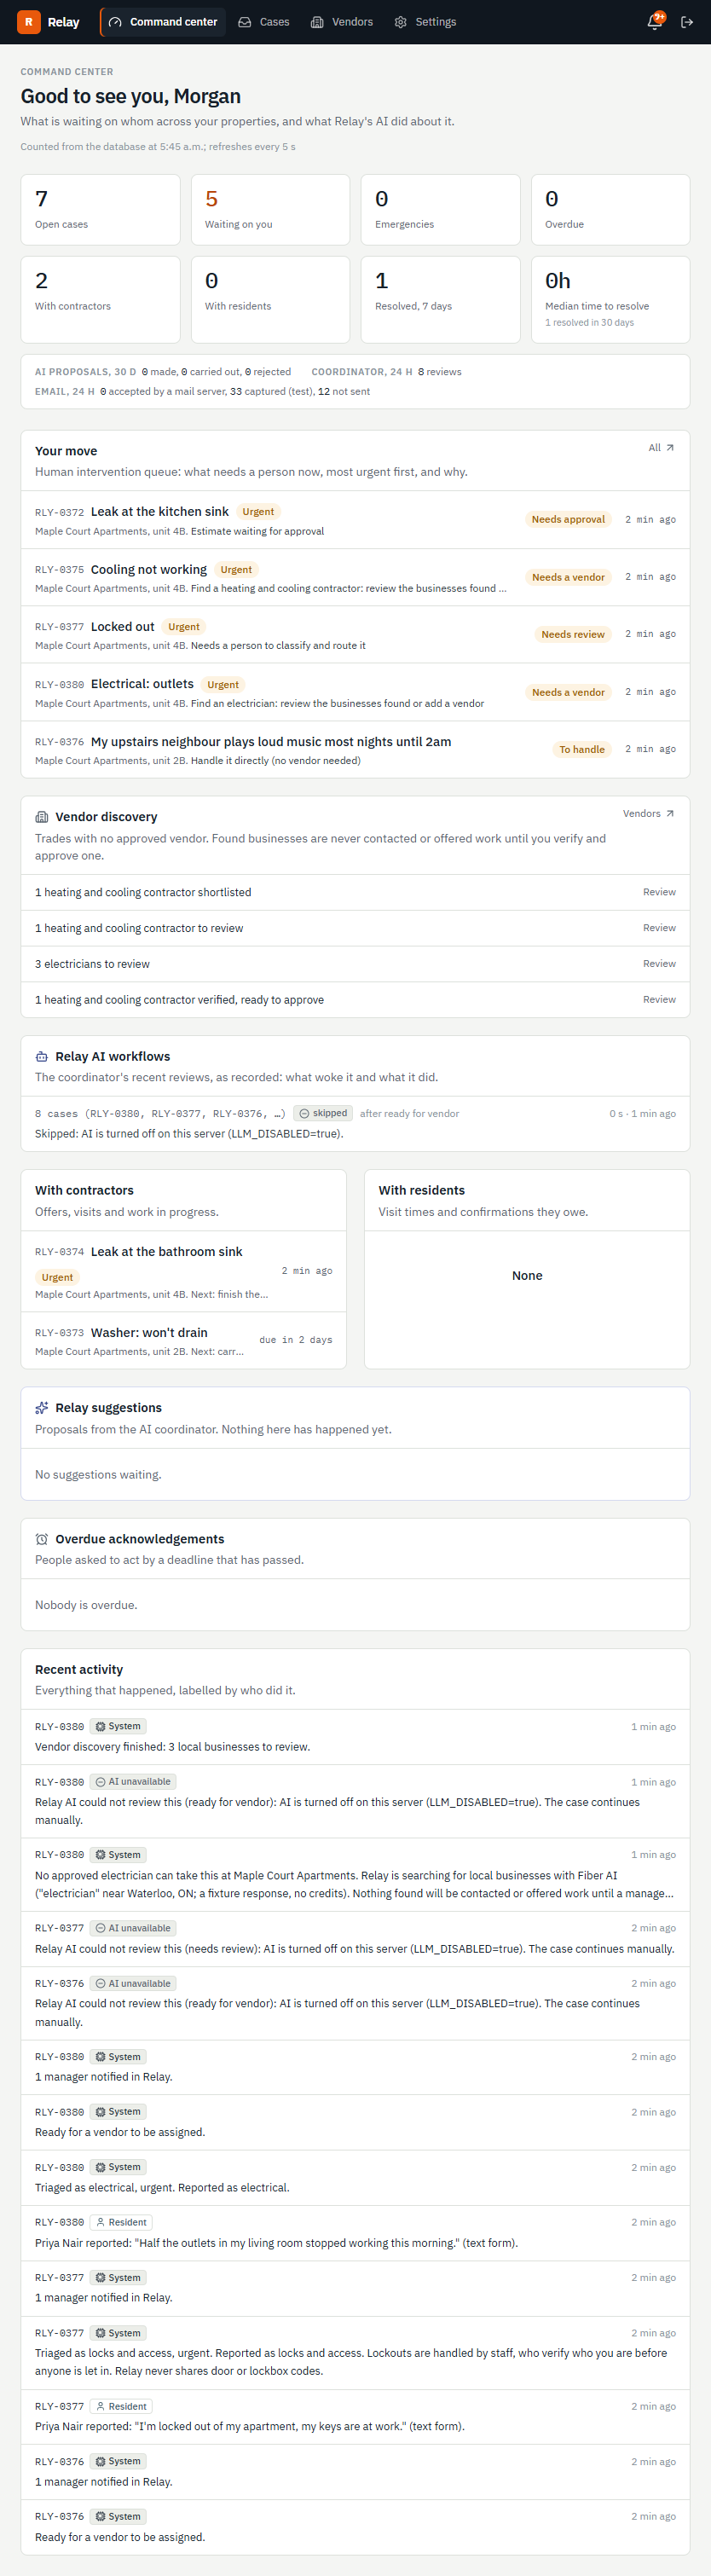 R Relay Command center Cases Vendors Settings 9+
COMMAND CENTER
Good to see you, Morgan
What is waiting on whom across your properties, and what Relay's AI did about it.
Counted from the database at 5:45 a.m.; refreshes every 5 s
7
Open cases
5
Waiting on you
0
Emergencies
0
Overdue
2
With contractors
0
With residents
1
Resolved, 7 days
0h
Median time to resolve
1 resolved in 30 days
AI PROPOSALS, 30 D 0 made, 0 carried out, 0 rejected COORDINATOR, 24 H 8 reviews
EMAIL, 24 H 0 accepted by a mail server, 33 captured (test), 12 not sent
Your move All
Human intervention queue: what needs a person now, most urgent first, and why.
RLY-0372 Leak at the kitchen sink Urgent
Maple Court Apartments, unit 4B. Estimate waiting for approval
Needs approval 2 min ago
RLY-0375 Cooling not working Urgent
Maple Court Apartments, unit 4B. Find a heating and cooling contractor: review the businesses found ...
Needs a vendor 2 min ago
RLY-0377 Locked out Urgent
Maple Court Apartments, unit 4B. Needs a person to classify and route it
Needs review 2 min ago
RLY-0380 Electrical: outlets Urgent
Maple Court Apartments, unit 4B. Find an electrician: review the businesses found or add a vendor
Needs a vendor 2 min ago
RLY-0376 My upstairs neighbour plays loud music most nights until 2am
Maple Court Apartments, unit 2B. Handle it directly (no vendor needed)
To handle 2 min ago
Vendor discovery Vendors
Trades with no approved vendor. Found businesses are never contacted or offered work until you verify and
approve one.
1 heating and cooling contractor shortlisted Review
1 heating and cooling contractor to review Review
3 electricians to review Review
1 heating and cooling contractor verified, ready to approve Review
Relay AI workflows
The coordinator's recent reviews, as recorded: what woke it and what it did.
8 cases (RLY-0380, RLY-0377, RLY-0376, …) skipped after ready for vendor 0 s · 1 min ago
Skipped: AI is turned off on this server (LLM_DISABLED=true).
With contractors
Offers, visits and work in progress.
RLY-0374 Leak at the bathroom sink
Urgent
Maple Court Apartments, unit 4B. Next: finish the...
2 min ago
RLY-0373 Washer: won't drain
Maple Court Apartments, unit 2B. Next: carr...
due in 2 days
With residents
Visit times and confirmations they owe.
None
Relay suggestions
Proposals from the AI coordinator. Nothing here has happened yet.
No suggestions waiting.
Overdue acknowledgements
People asked to act by a deadline that has passed.
Nobody is overdue.
Recent activity
Everything that happened, labelled by who did it.
RLY-0380 System 1 min ago
Vendor discovery finished: 3 local businesses to review.
RLY-0380 AI unavailable 1 min ago
Relay AI could not review this (ready for vendor): AI is turned off on this server (LLM_DISABLED=true). The case continues
manually.
RLY-0380 System 1 min ago
No approved electrician can take this at Maple Court Apartments. Relay is searching for local businesses with Fiber AI
("electrician" near Waterloo, ON; a fixture response, no credits). Nothing found will be contacted or offered work until a manage...
RLY-0377 AI unavailable 2 min ago
Relay AI could not review this (needs review): AI is turned off on this server (LLM_DISABLED=true). The case continues manually.
RLY-0376 AI unavailable 2 min ago
Relay AI could not review this (ready for vendor): AI is turned off on this server (LLM_DISABLED=true). The case continues
manually.
RLY-0380 System 2 min ago
1 manager notified in Relay.
RLY-0380 System 2 min ago
Ready for a vendor to be assigned.
RLY-0380 System 2 min ago
Triaged as electrical, urgent. Reported as electrical.
RLY-0380 Resident 2 min ago
Priya Nair reported: "Half the outlets in my living room stopped working this morning." (text form).
RLY-0377 System 2 min ago
1 manager notified in Relay.
RLY-0377 System 2 min ago
Triaged as locks and access, urgent. Reported as locks and access. Lockouts are handled by staff, who verify who you are before
anyone is let in. Relay never shares door or lockbox codes.
RLY-0377 Resident 2 min ago
Priya Nair reported: "I'm locked out of my apartment, my keys are at work." (text form).
RLY-0376 System 2 min ago
1 manager notified in Relay.
RLY-0376 System 2 min ago
Ready for a vendor to be assigned.